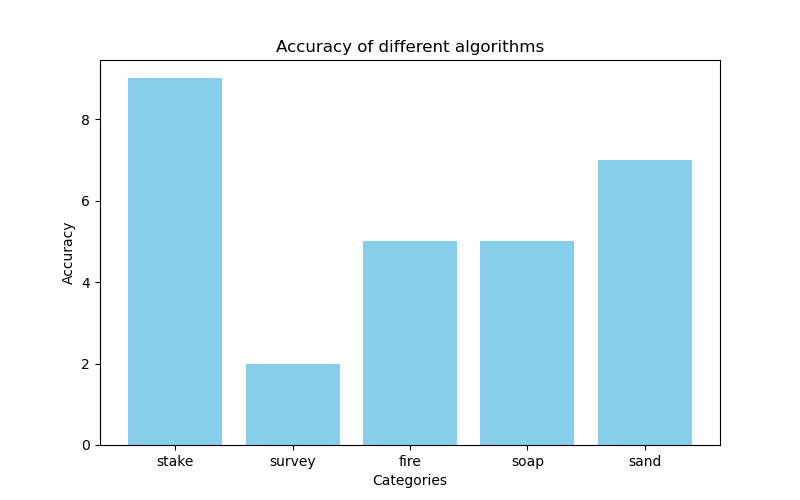 Accuracy of different algorithms
Accuracy
8
6
4
2
0
stake survey fire soap sand
Categories